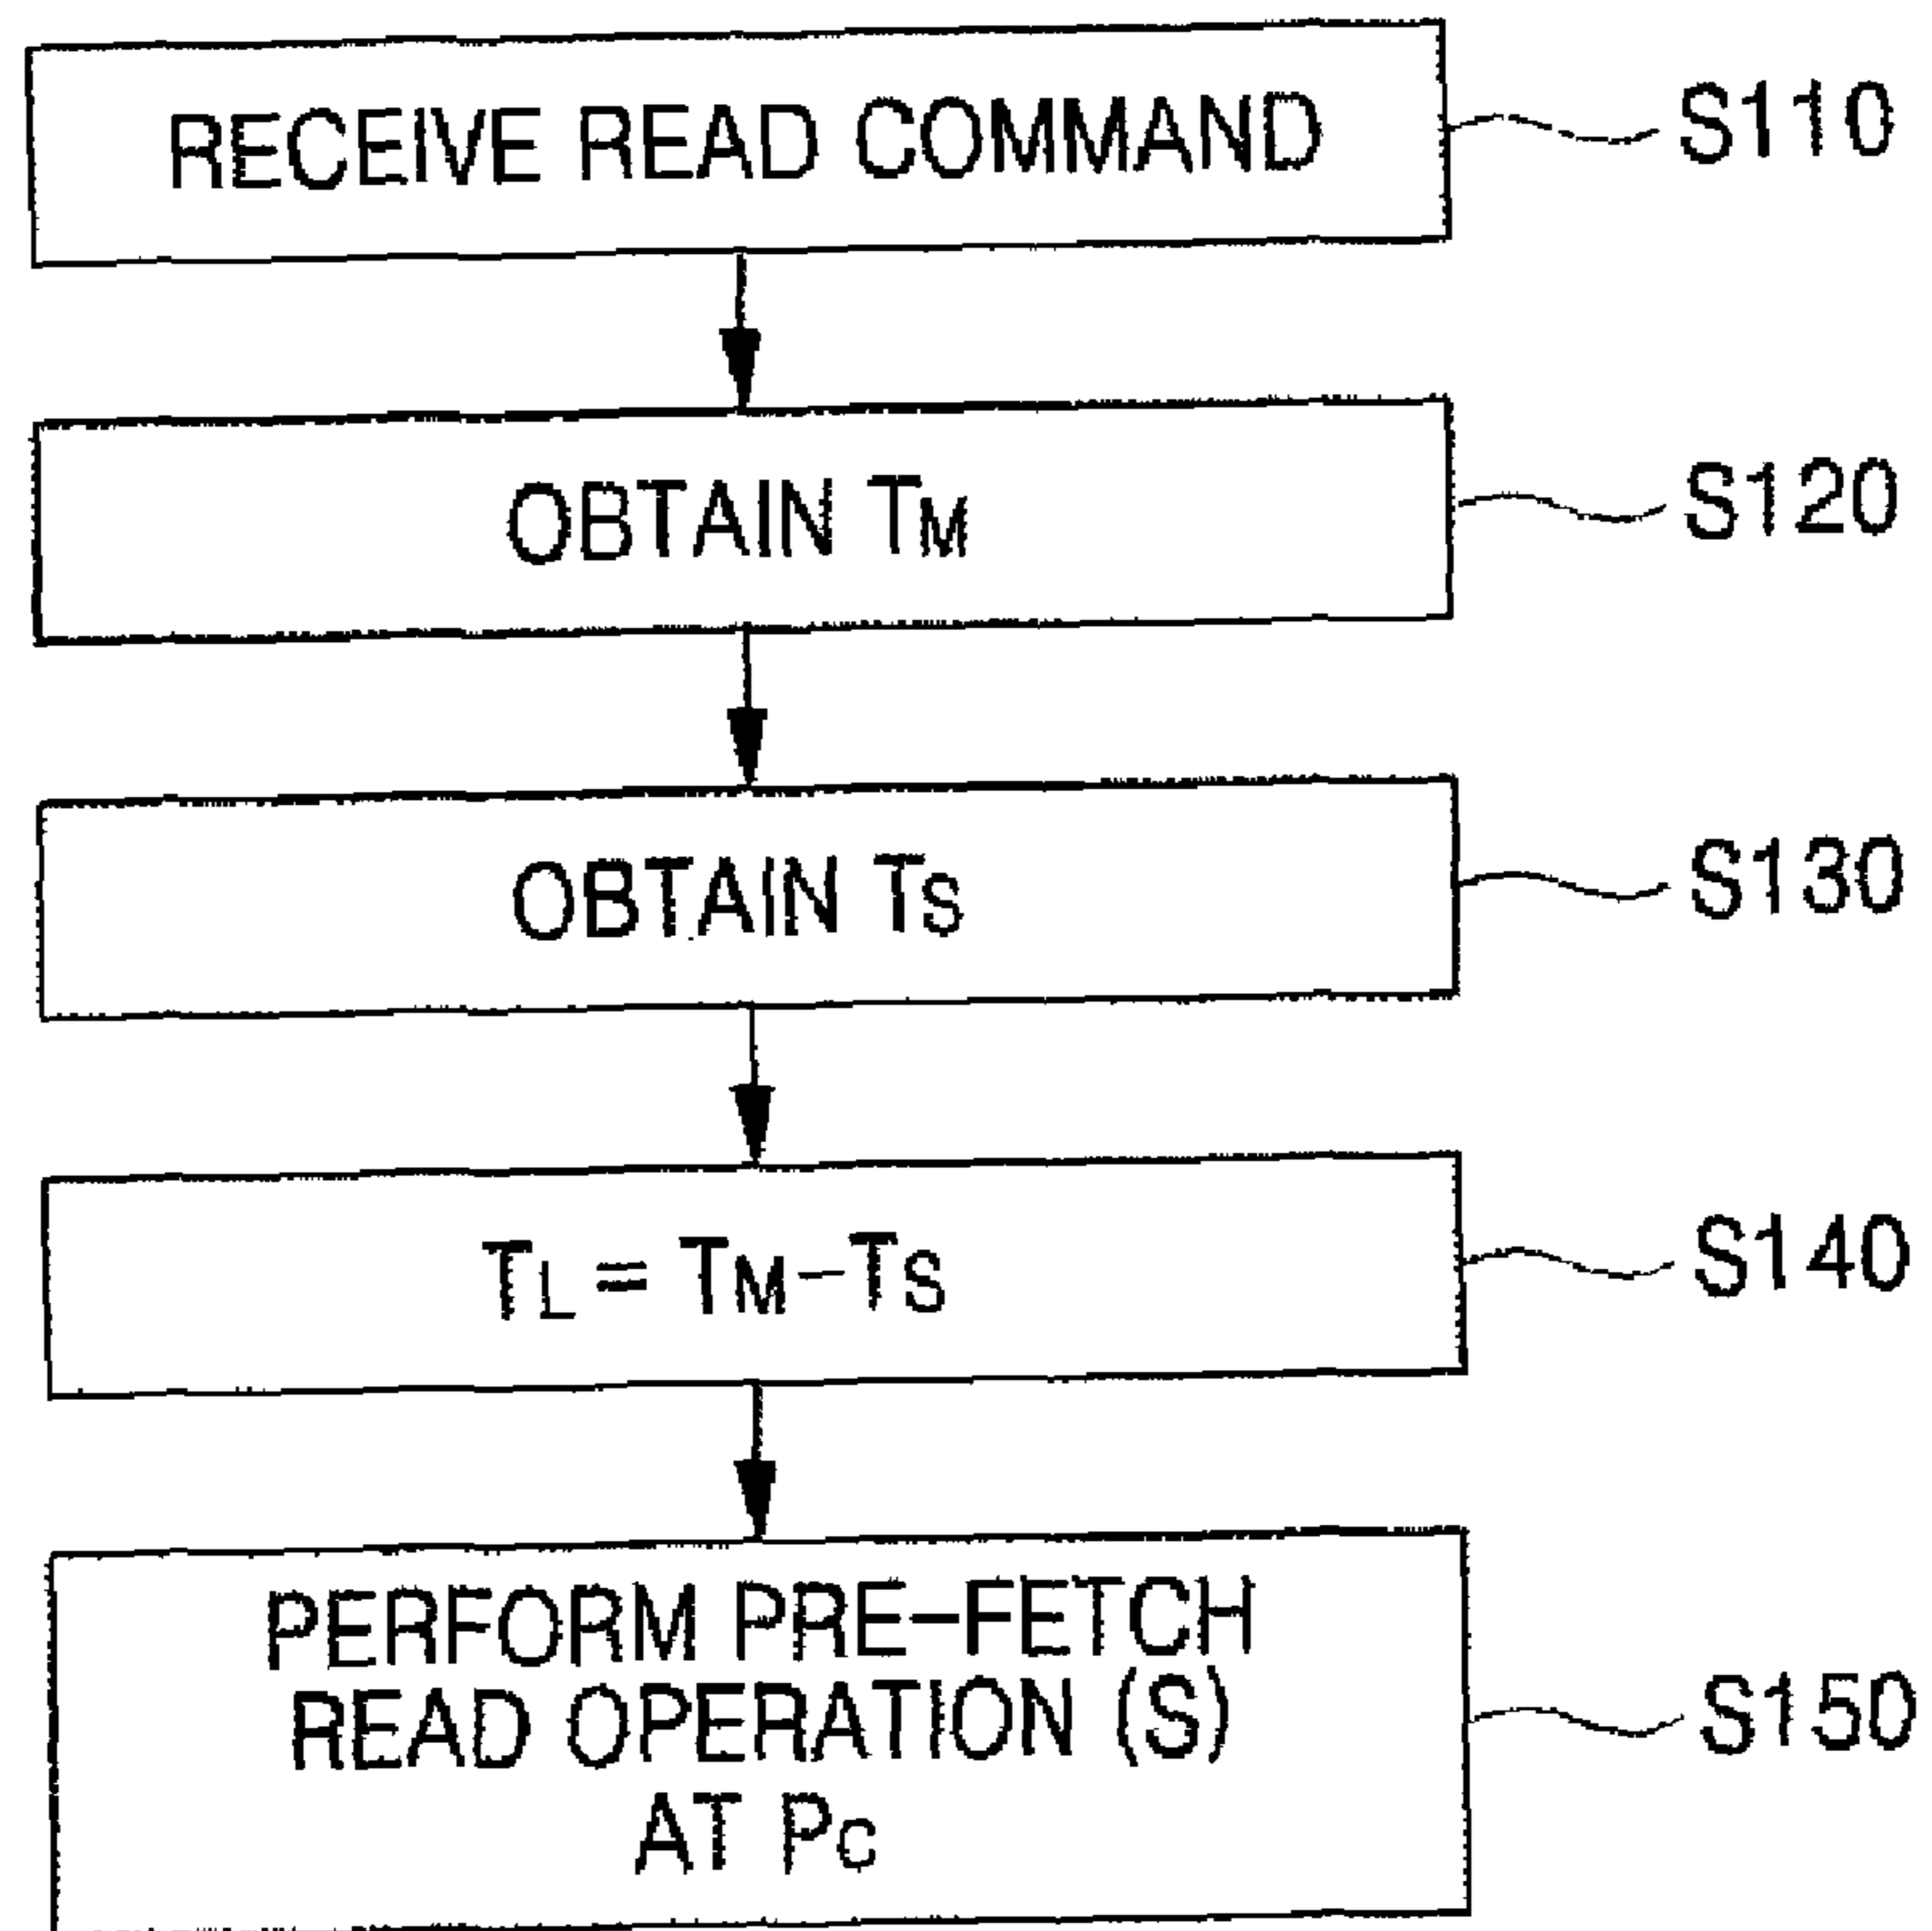 RECEIVE READ COMMAND S110
OBTAIN TM S120
OBTAIN TS S130
TL = TM-TS S140
PERFORM PRE-FETCH
READ OPERATION (S) S150
AT PC